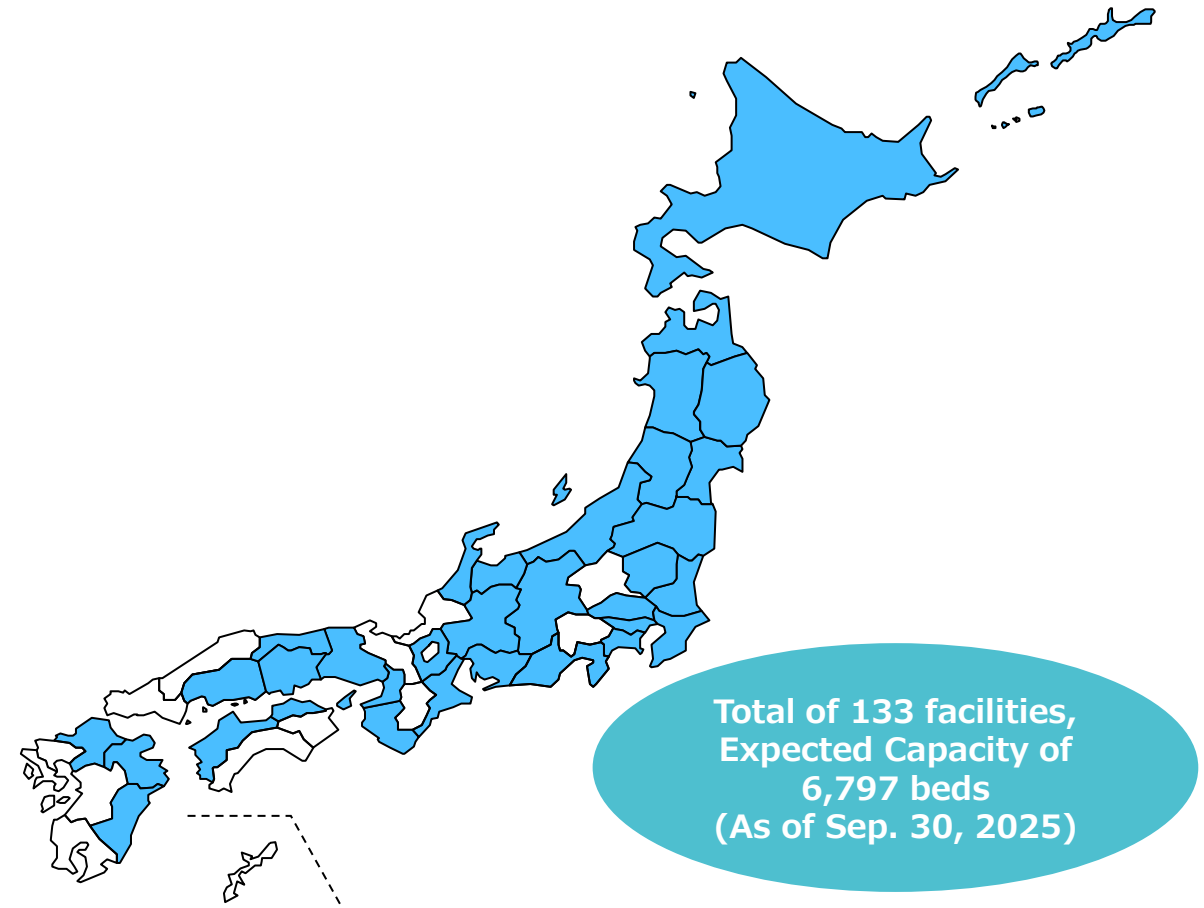 Total of 133 facilities,
Expected Capacity of
6,797 beds
(As of Sep. 30, 2025)